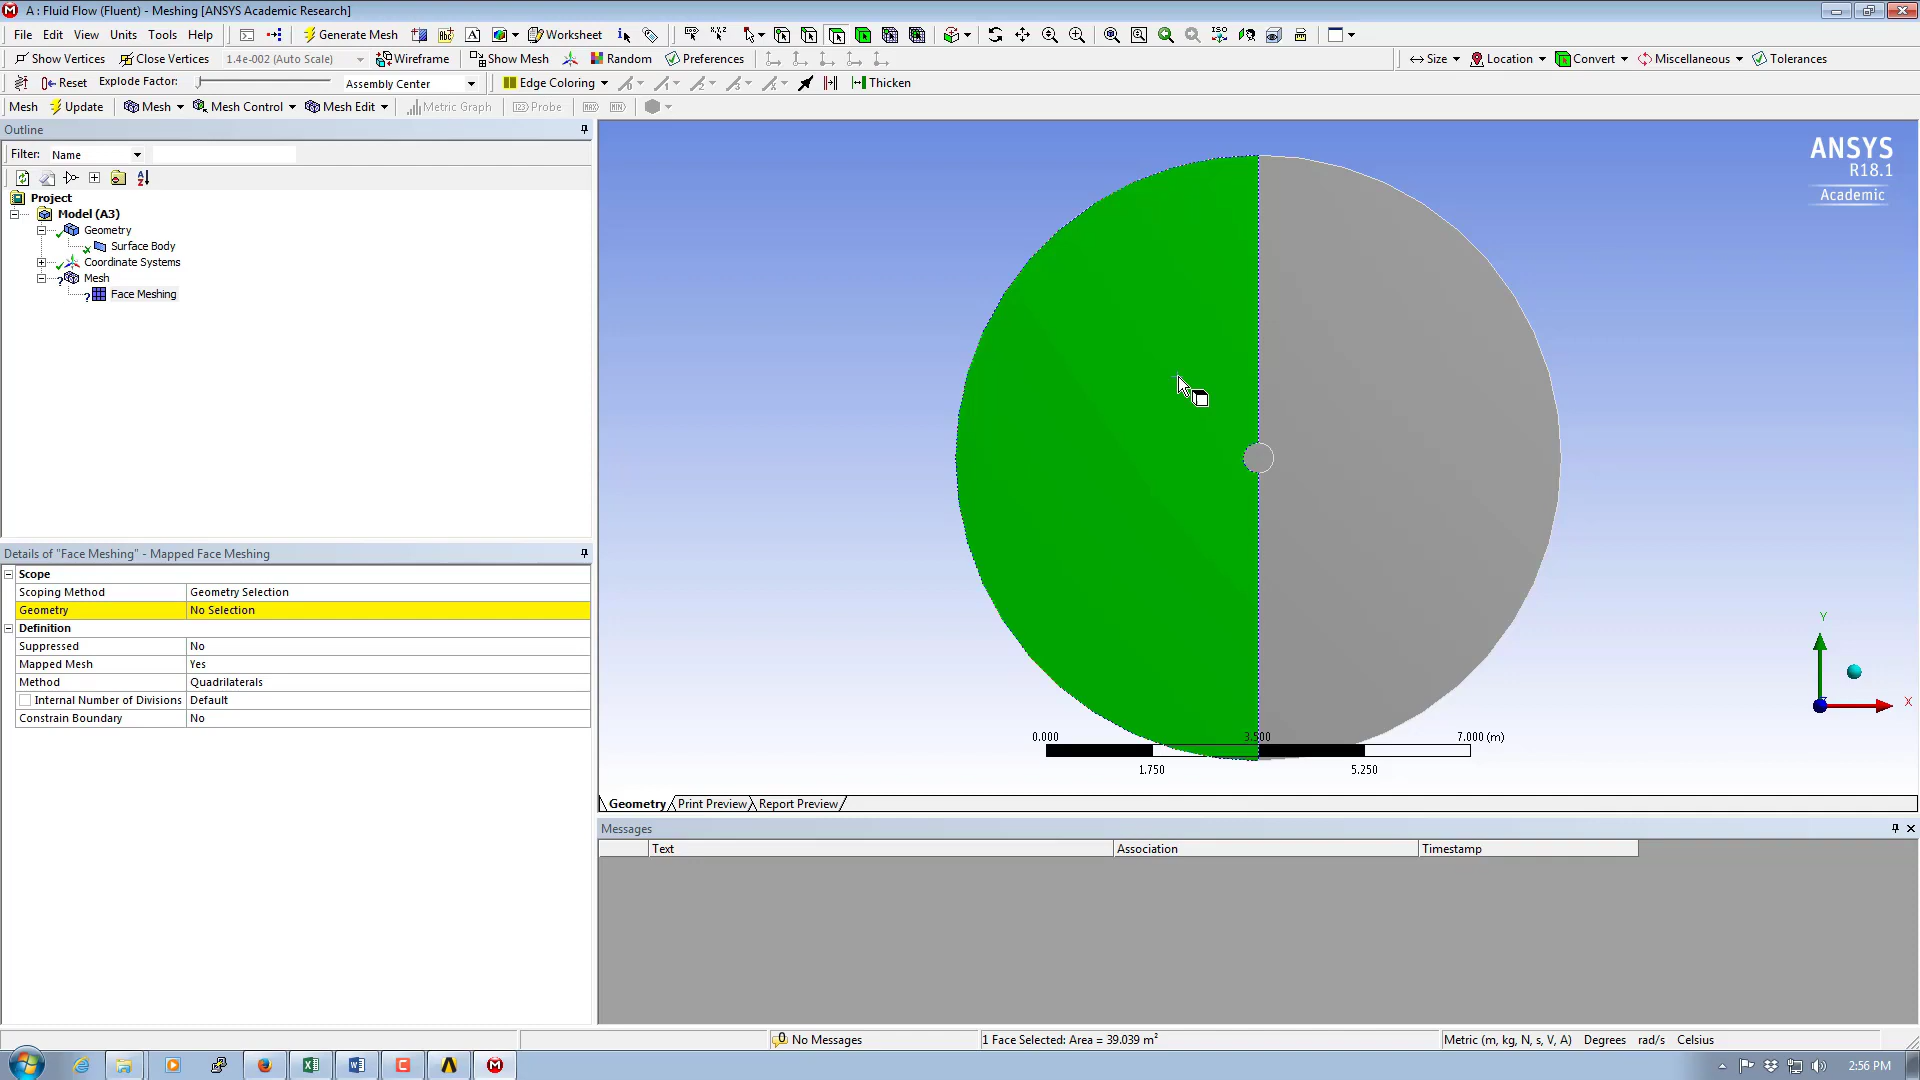 A : Fluid Flow (Fluent) - Meshing [ANSYS Academic Research]
File Edit View Units Tools Help Generate Mesh Worksheet
Show Vertices Close Vertices 1.4e-002 (Auto Scale) Wireframe Show Mesh Random Preferences Size Location Convert Miscellaneous Tolerances
Reset Explode Factor: Assembly Center Edge Coloring Thicken
Mesh Update Mesh Mesh Control Mesh Edit Metric Graph Probe
Outline
Filter: Name
Project
Model (A3)
Geometry
Surface Body
Coordinate Systems
Mesh
Face Meshing
Details of "Face Meshing" - Mapped Face Meshing
Scope
Scoping Method Geometry Selection
Geometry No Selection
Definition
Suppressed No
Mapped Mesh Yes
Method Quadrilaterals
Internal Number of Divisions Default
Constrain Boundary No
ANSYS
R18.1
Academic
Y
X
0.000 3.500 7.000 (m)
1.750 5.250
Geometry Print Preview Report Preview
Messages
Text Association Timestamp
No Messages 1 Face Selected: Area = 39.039 m² Metric (m, kg, N, s, V, A) Degrees rad/s Celsius
2:56 PM